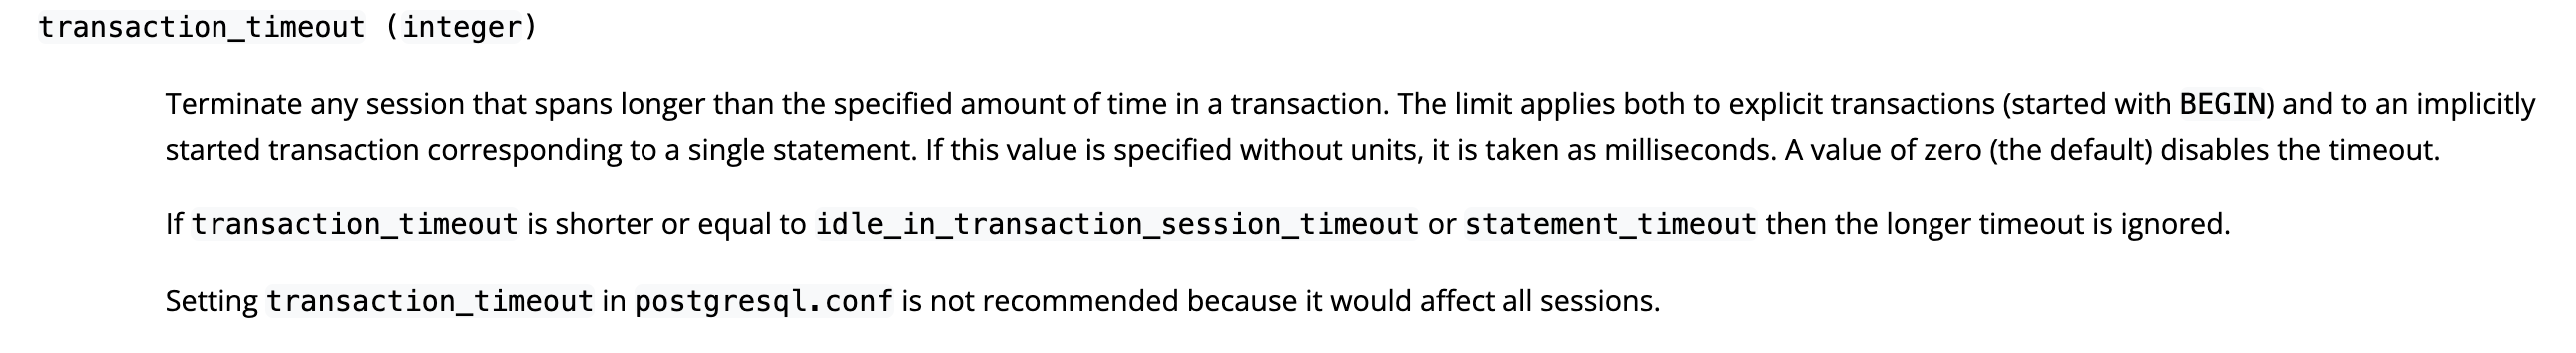 transaction_timeout (integer)
Terminate any session that spans longer than the specified amount of time in a transaction. The limit applies both to explicit transactions (started with BEGIN) and to an implicitly
started transaction corresponding to a single statement. If this value is specified without units, it is taken as milliseconds. A value of zero (the default) disables the timeout.
If transaction_timeout is shorter or equal to idle_in_transaction_session_timeout or statement_timeout then the longer timeout is ignored.
Setting transaction_timeout in postgresql.conf is not recommended because it would affect all sessions.